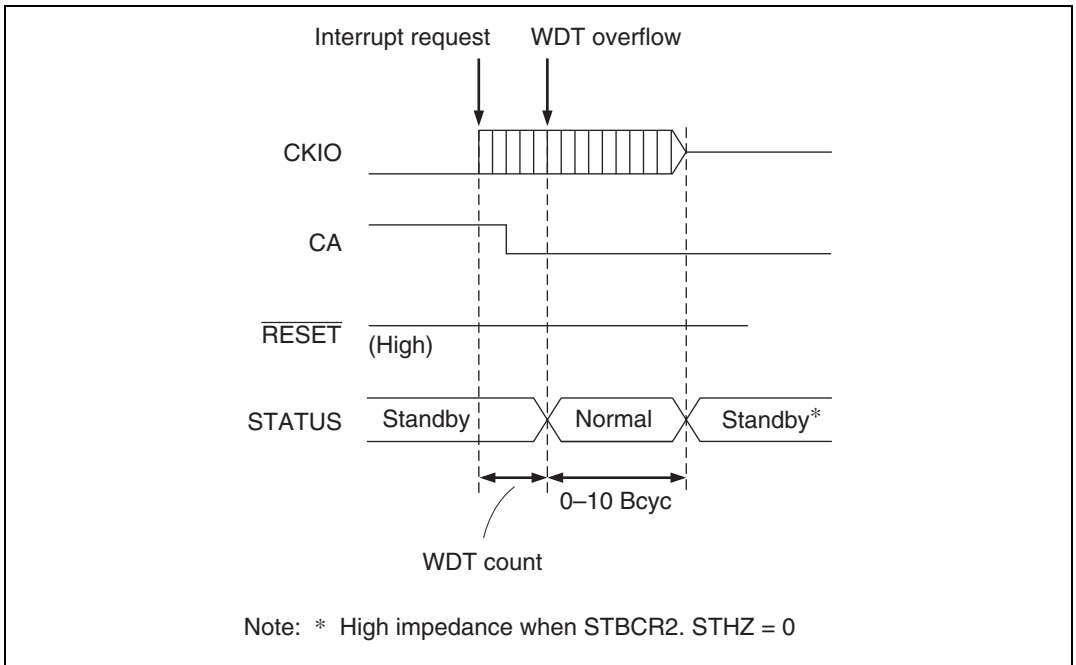 Interrupt request WDT overflow
CKIO
CA
RESET
(High)
STATUS Standby Normal Standby*
0–10 Bcyc
WDT count
Note: * High impedance when STBCR2. STHZ = 0